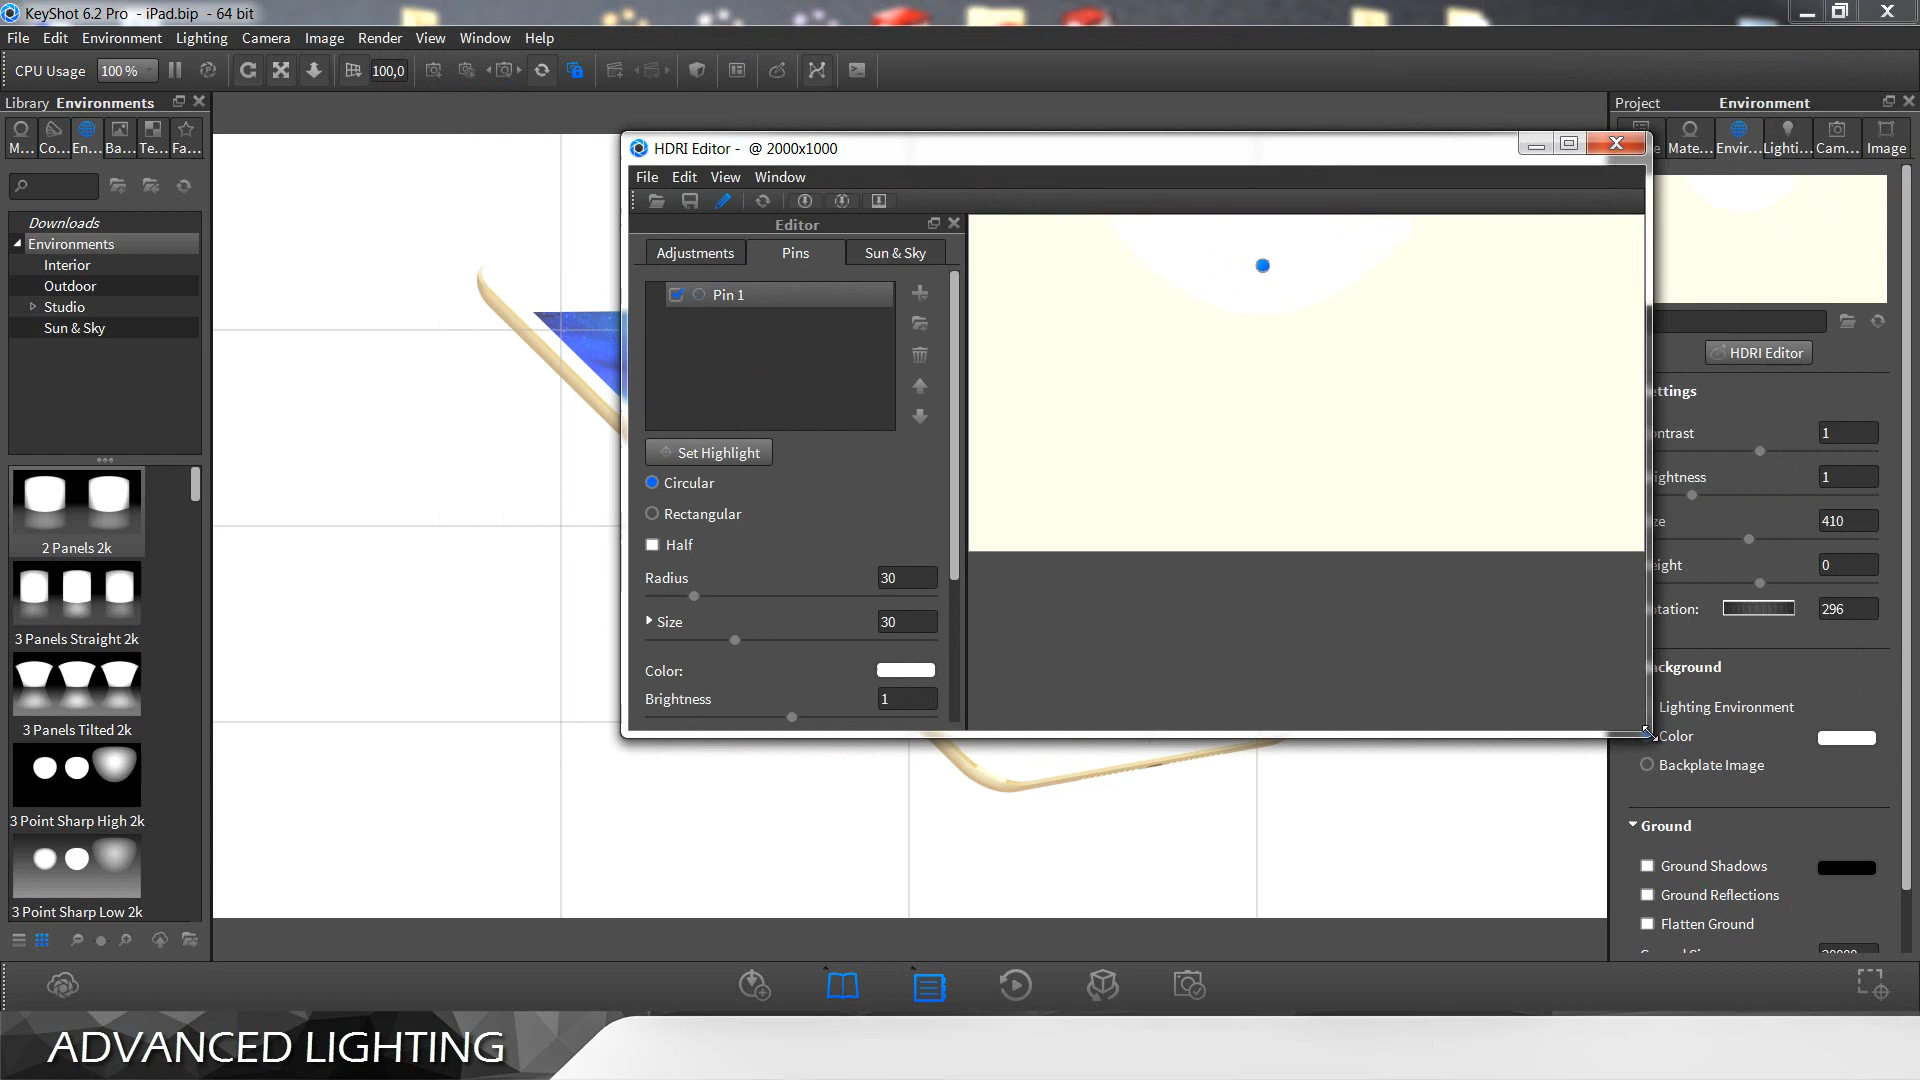 KeyShot 6.2 Pro - iPad.bip - 64 bit
File Edit Environment Lighting Camera Image Render View Window Help
CPU Usage 100 % 100,0
Library Environments
M... Co... En... Ba... Te... Fa...
Downloads
Environments
Interior
Outdoor
Studio
Sun & Sky
2 Panels 2k
3 Panels Straight 2k
3 Panels Tilted 2k
3 Point Sharp High 2k
3 Point Sharp Low 2k
HDRI Editor - @ 2000x1000
File Edit View Window
Editor
Adjustments Pins Sun & Sky
Pin 1
Set Highlight
Circular
Rectangular
Half
Radius 30
Size 30
Color:
Brightness 1
Project Environment
e Mate... Envir... Lighti... Cam... Image
HDRI Editor
ettings
ontrast 1
ightness 1
ze 410
eight 0
otation: 296
ackground
Lighting Environment
Color
Backplate Image
Ground
Ground Shadows
Ground Reflections
Flatten Ground
ADVANCED LIGHTING